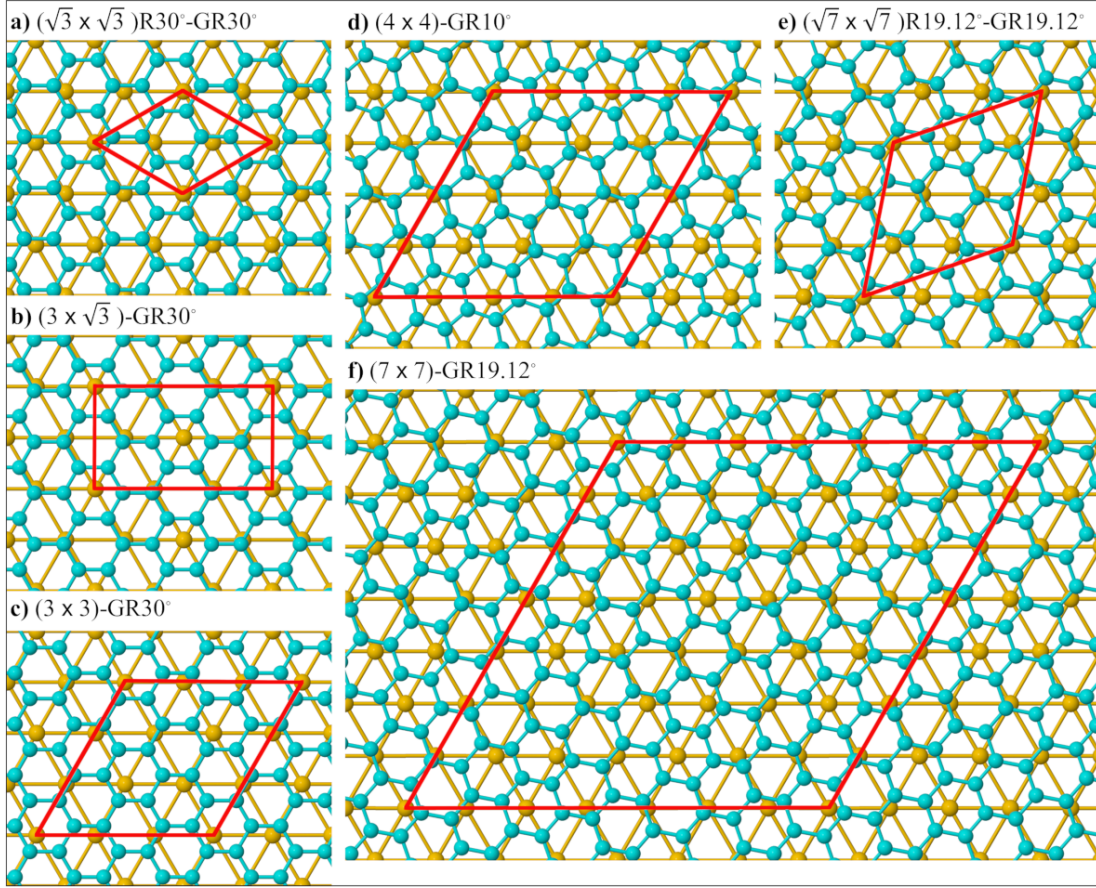 a) (√3 x √3 )R30°-GR30°
b) (3 x √3 )-GR30°
c) (3 x 3)-GR30°
d) (4 x 4)-GR10°
e) (√7 x √7 )R19.12°-GR19.12°
f) (7 x 7)-GR19.12°